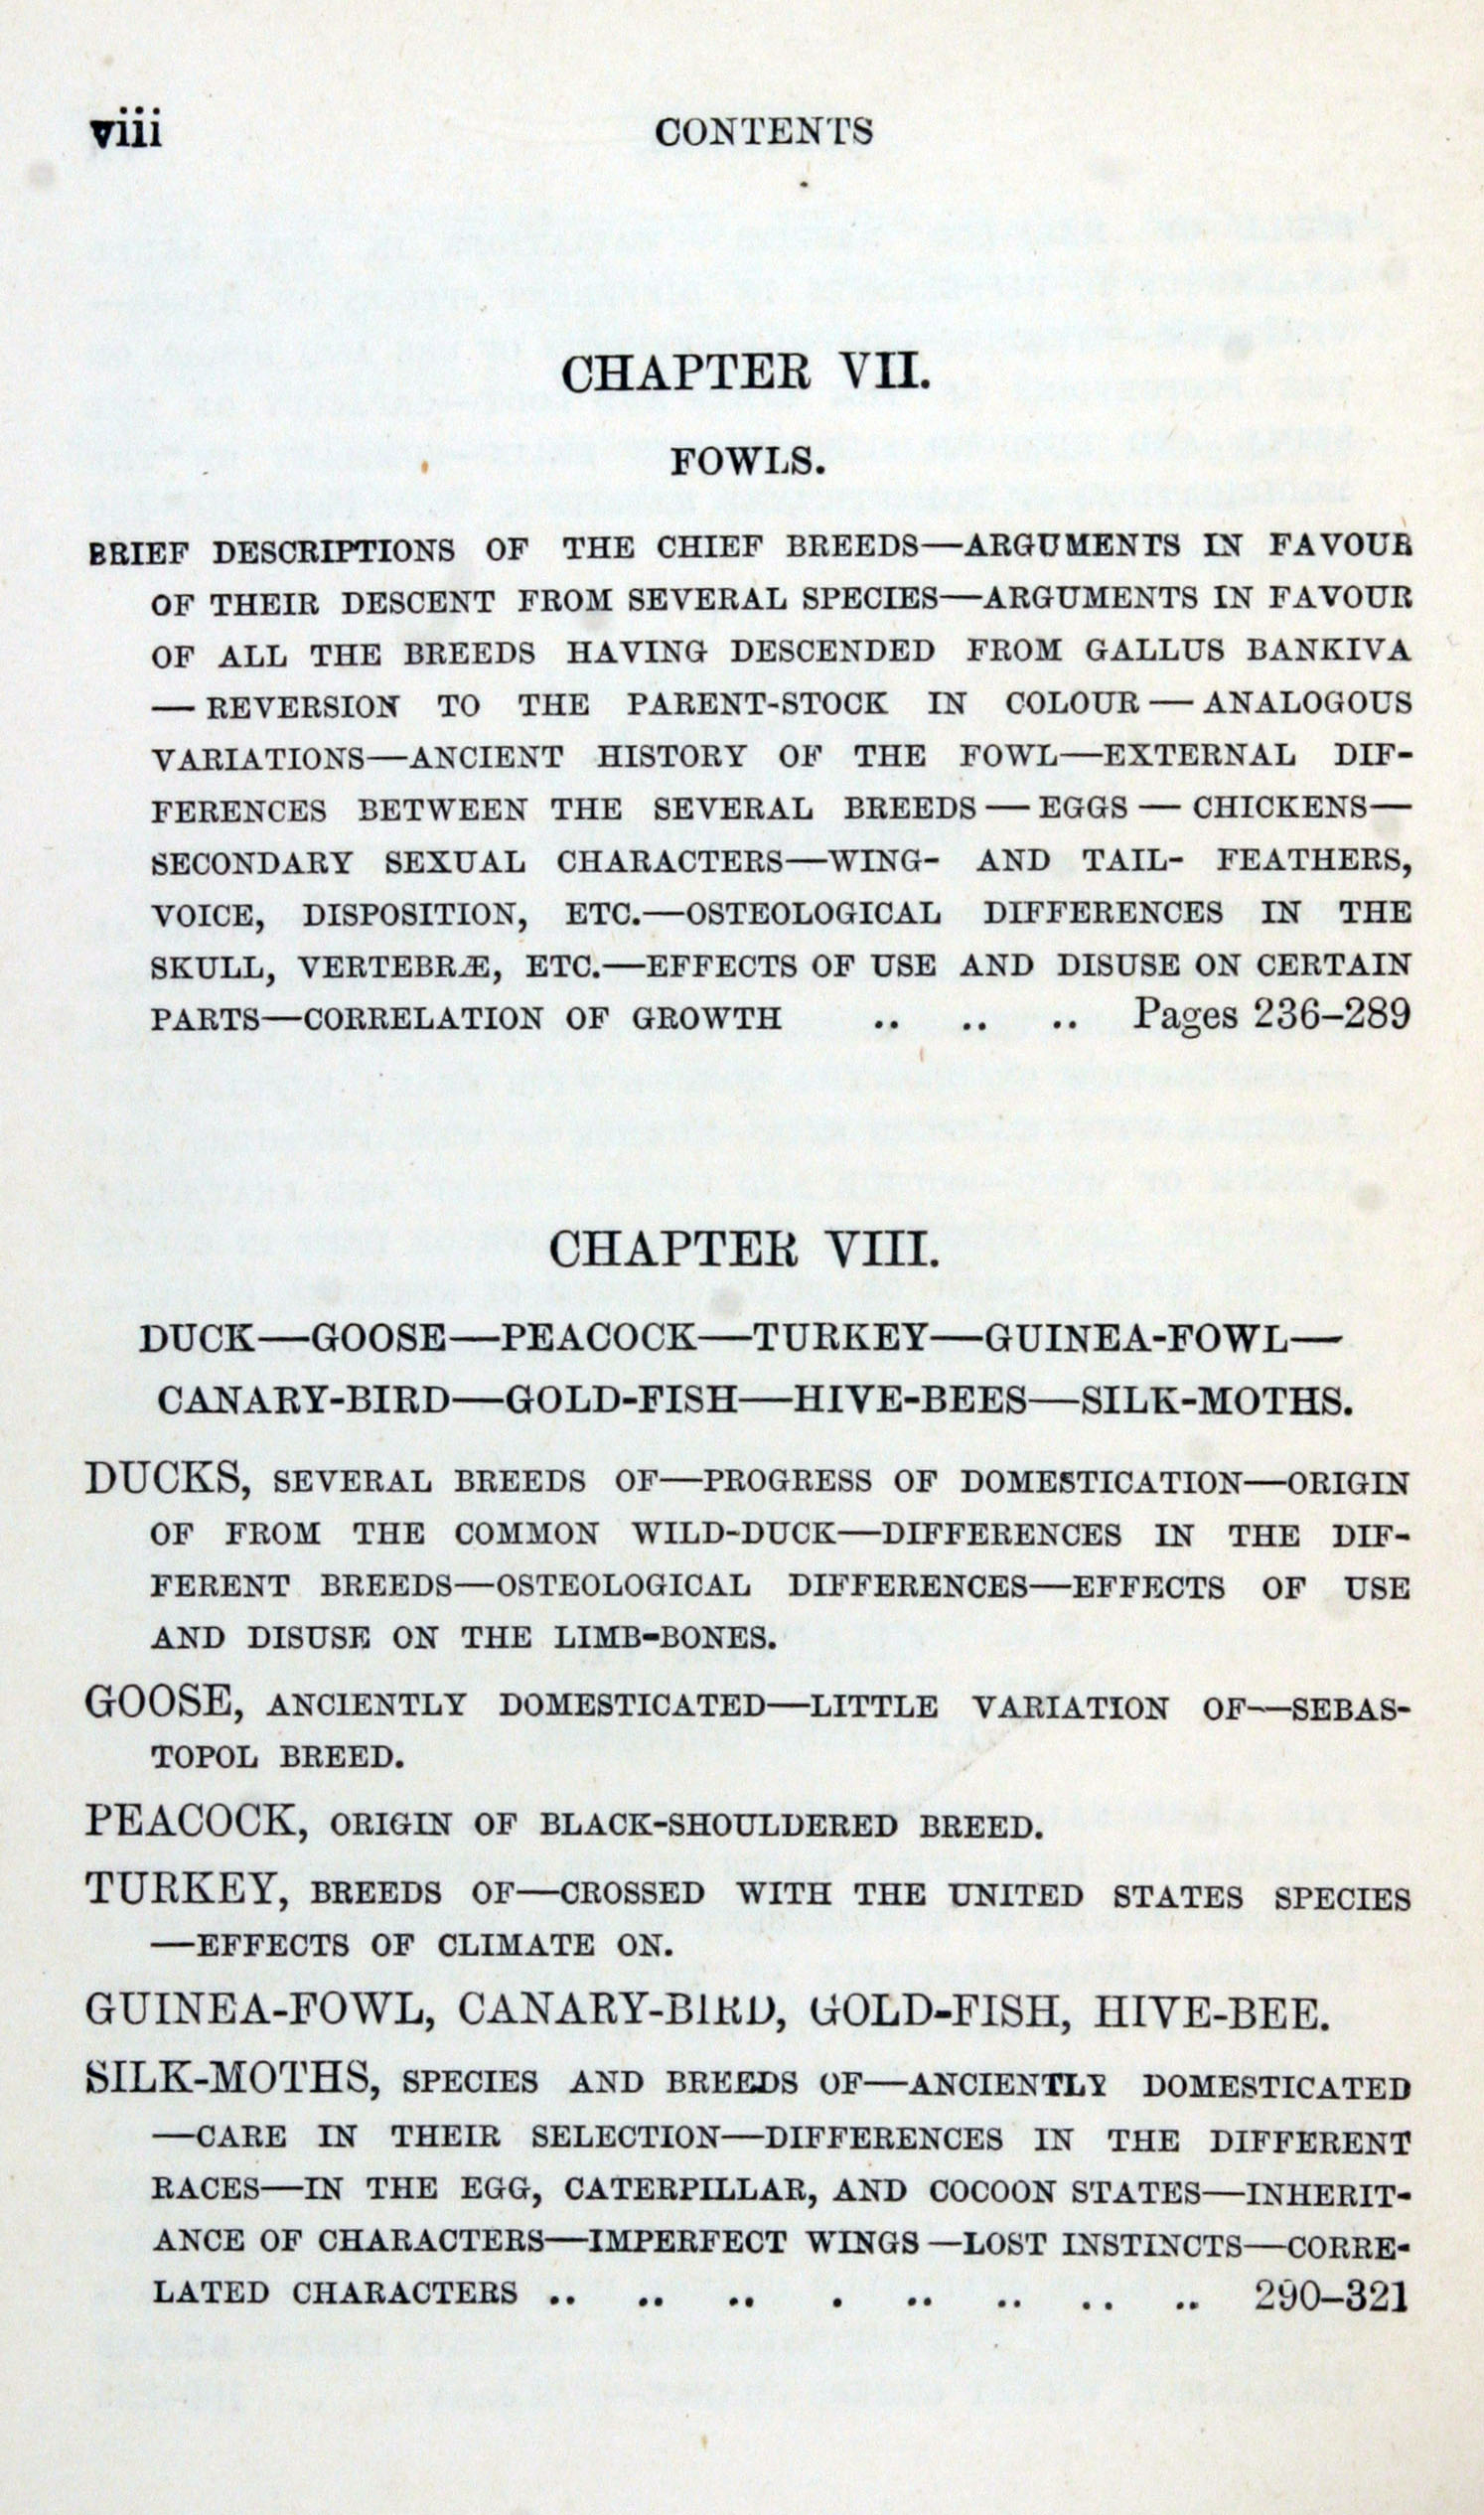 viii CONTENTS
CHAPTER VII.
FOWLS.
BRIEF DESCRIPTIONS OF THE CHIEF BREEDS—ARGUMENTS IN FAVOUR
OF THEIR DESCENT FROM SEVERAL SPECIES—ARGUMENTS IN FAVOUR
OF ALL THE BREEDS HAVING DESCENDED FROM GALLUS BANKIVA
—REVERSION TO THE PARENT-STOCK IN COLOUR—ANALOGOUS
VARIATIONS—ANCIENT HISTORY OF THE FOWL—EXTERNAL DIF-
FERENCES BETWEEN THE SEVERAL BREEDS—EGGS—CHICKENS—
SECONDARY SEXUAL CHARACTERS—WING- AND TAIL- FEATHERS,
VOICE, DISPOSITION, ETC.—OSTEOLOGICAL DIFFERENCES IN THE
SKULL, VERTEBRÆ, ETC.—EFFECTS OF USE AND DISUSE ON CERTAIN
PARTS—CORRELATION OF GROWTH .. .. .. Pages 236–289
CHAPTER VIII.
DUCK—GOOSE—PEACOCK—TURKEY—GUINEA-FOWL—
CANARY-BIRD—GOLD-FISH—HIVE-BEES—SILK-MOTHS.
DUCKS, SEVERAL BREEDS OF—PROGRESS OF DOMESTICATION—ORIGIN
OF FROM THE COMMON WILD-DUCK—DIFFERENCES IN THE DIF-
FERENT BREEDS—OSTEOLOGICAL DIFFERENCES—EFFECTS OF USE
AND DISUSE ON THE LIMB-BONES.
GOOSE, ANCIENTLY DOMESTICATED—LITTLE VARIATION OF—SEBAS-
TOPOL BREED.
PEACOCK, ORIGIN OF BLACK-SHOULDERED BREED.
TURKEY, BREEDS OF—CROSSED WITH THE UNITED STATES SPECIES
—EFFECTS OF CLIMATE ON.
GUINEA-FOWL, CANARY-BIRD, GOLD-FISH, HIVE-BEE.
SILK-MOTHS, SPECIES AND BREEDS OF—ANCIENTLY DOMESTICATED
—CARE IN THEIR SELECTION—DIFFERENCES IN THE DIFFERENT
RACES—IN THE EGG, CATERPILLAR, AND COCOON STATES—INHERIT-
ANCE OF CHARACTERS—IMPERFECT WINGS—LOST INSTINCTS—CORRE-
LATED CHARACTERS .. .. .. . .. .. .. .. 290–321